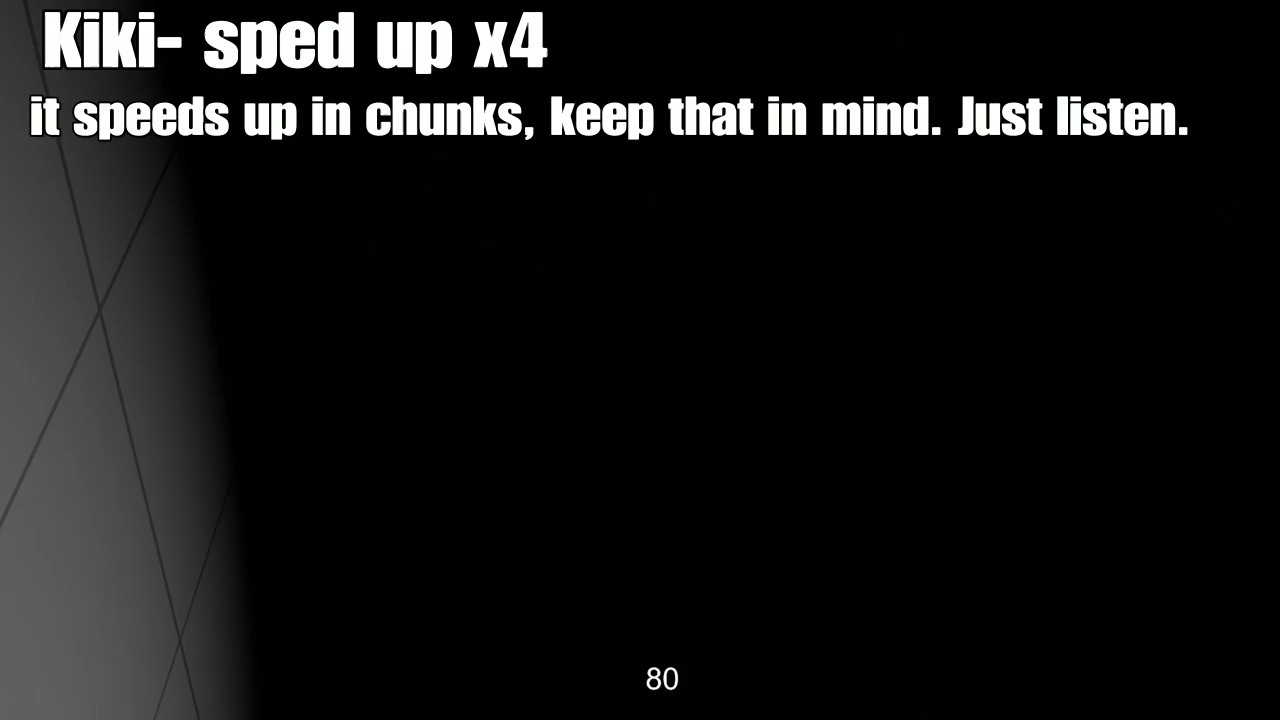 Kiki- sped up x4
it speeds up in chunks, keep that in mind. Just listen.
80